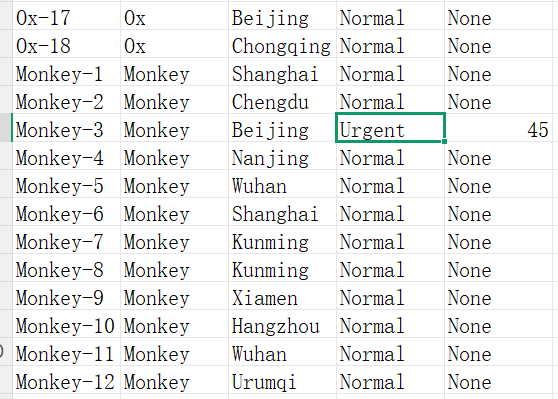 Ox-17 Ox Beijing Normal None
Ox-18 Ox Chongqing Normal None
Monkey-1 Monkey Shanghai Normal None
Monkey-2 Monkey Chengdu Normal None
Monkey-3 Monkey Beijing Urgent 45
Monkey-4 Monkey Nanjing Normal None
Monkey-5 Monkey Wuhan Normal None
Monkey-6 Monkey Shanghai Normal None
Monkey-7 Monkey Kunming Normal None
Monkey-8 Monkey Kunming Normal None
Monkey-9 Monkey Xiamen Normal None
Monkey-10 Monkey Hangzhou Normal None
Monkey-11 Monkey Wuhan Normal None
Monkey-12 Monkey Urumqi Normal None